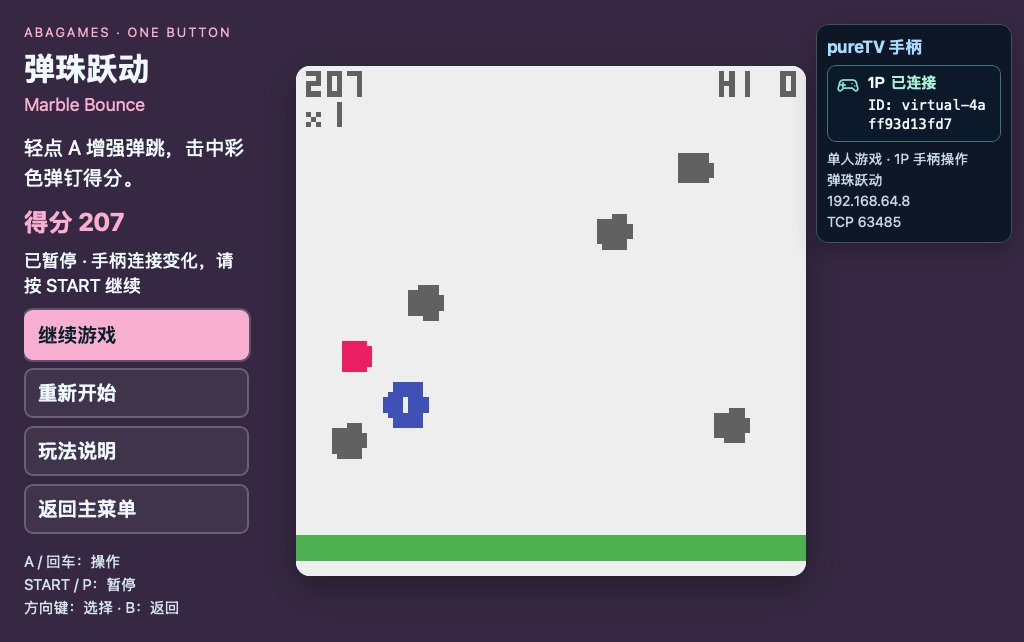 ABAGAMES · ONE BUTTON
弹珠跃动
Marble Bounce
轻点 A 增强弹跳，击中彩
色弹钉得分。
得分 207
已暂停 · 手柄连接变化，请
按 START 继续
继续游戏
重新开始
玩法说明
返回主菜单
A / 回车：操作
START / P：暂停
方向键：选择 · B：返回
207
HI 0
x1
pureTV 手柄
1P 已连接
ID: virtual-4a
ff93d13fd7
单人游戏 · 1P 手柄操作
弹珠跃动
192.168.64.8
TCP 63485